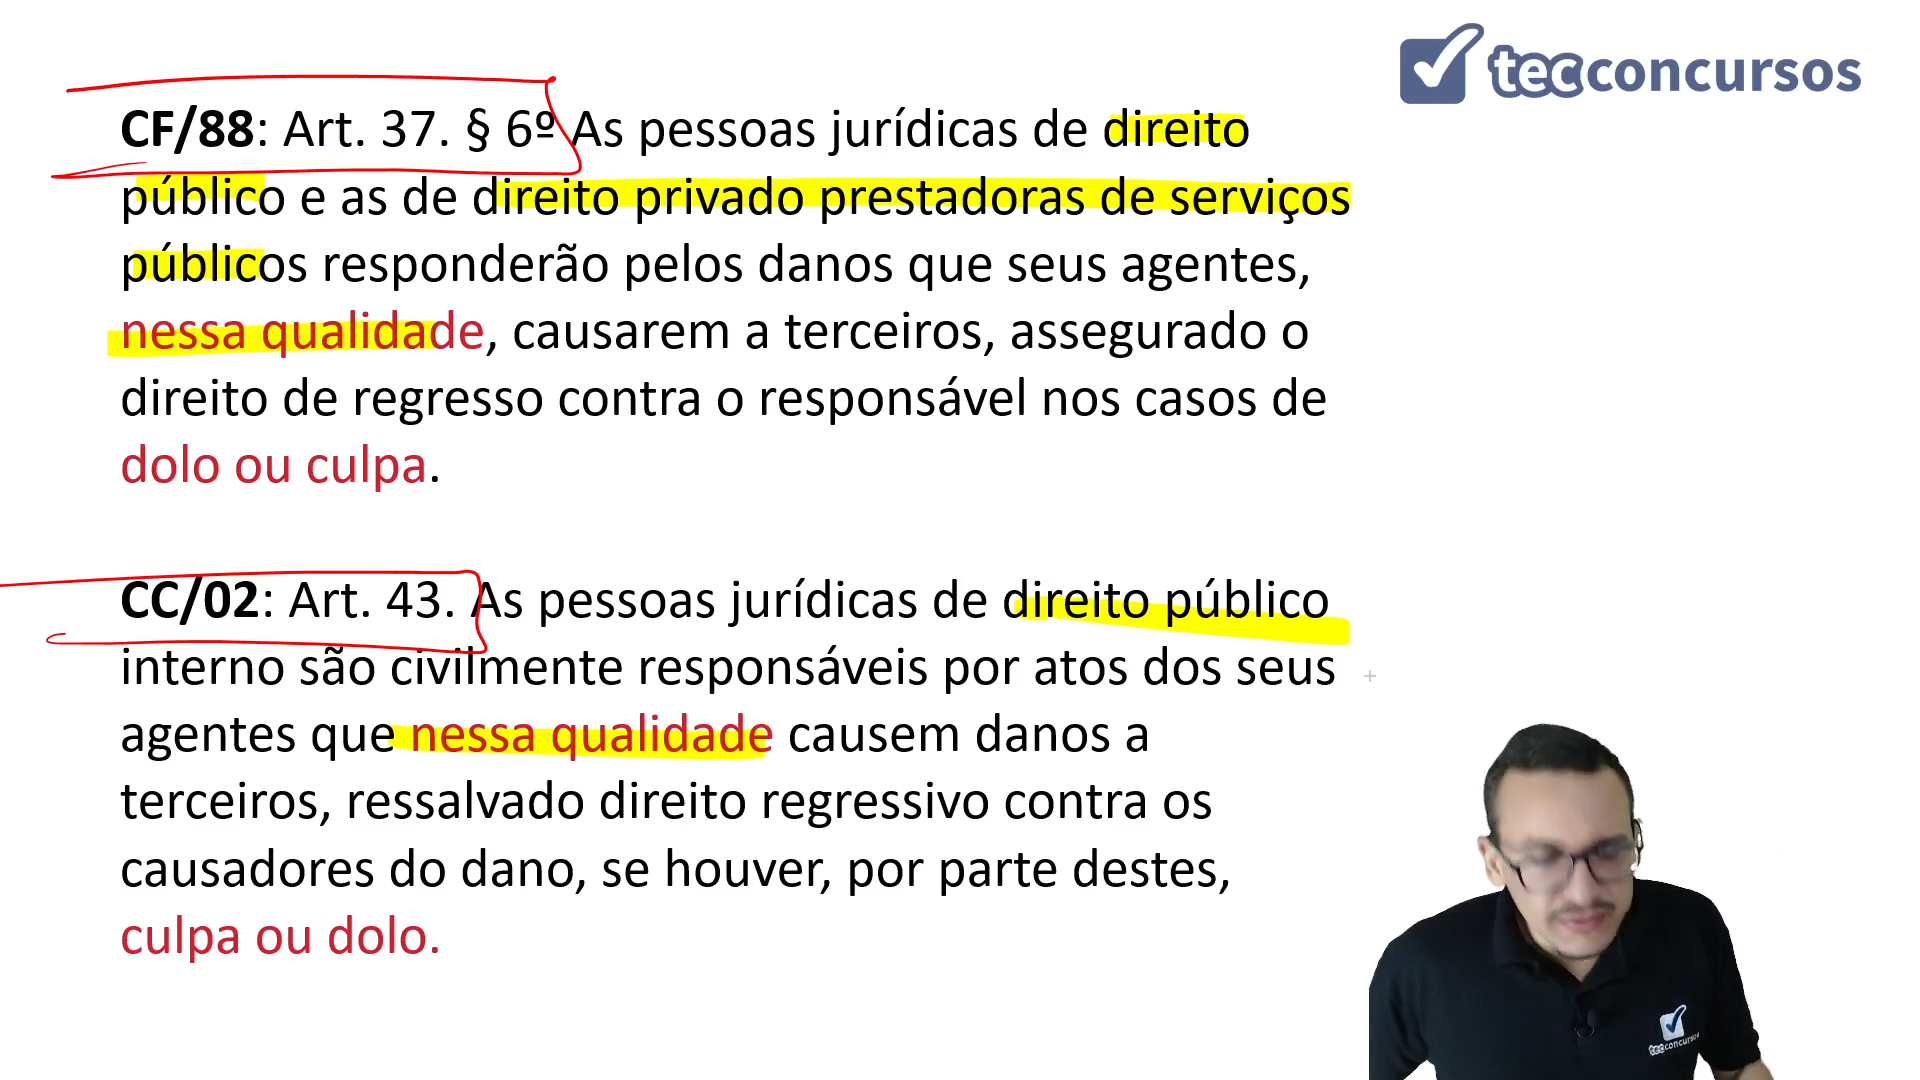 tecconcursos
CF/88: Art. 37. § 6º As pessoas jurídicas de direito
público e as de direito privado prestadoras de serviços
públicos responderão pelos danos que seus agentes,
nessa qualidade, causarem a terceiros, assegurado o
direito de regresso contra o responsável nos casos de
dolo ou culpa.
CC/02: Art. 43. As pessoas jurídicas de direito público
interno são civilmente responsáveis por atos dos seus
agentes que nessa qualidade causem danos a
terceiros, ressalvado direito regressivo contra os
causadores do dano, se houver, por parte destes,
culpa ou dolo.
tecconcursos